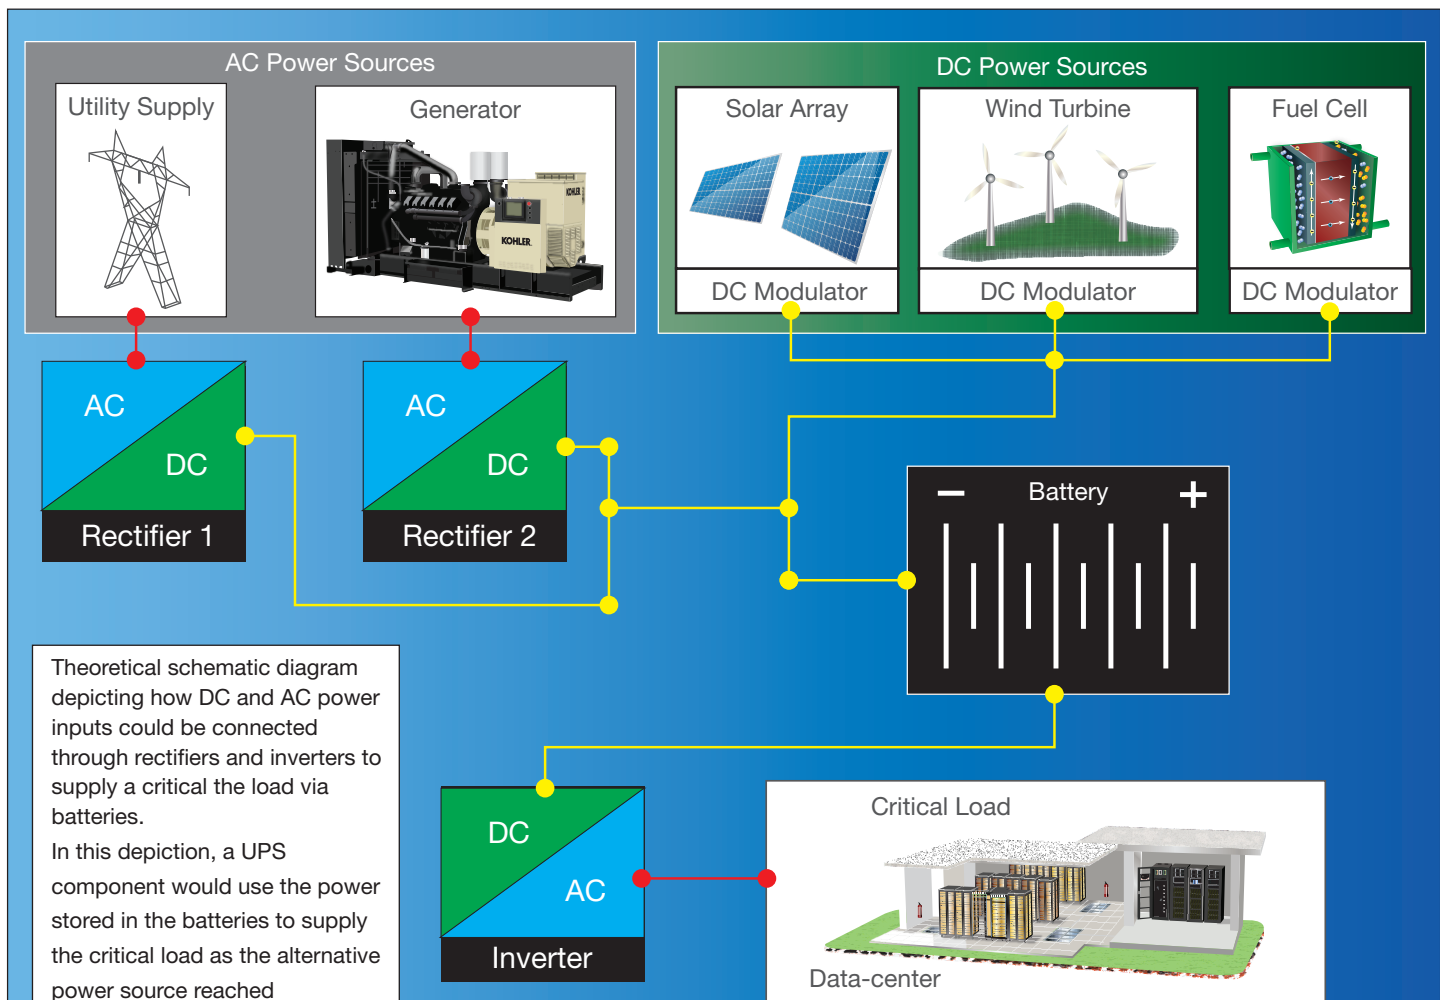 AC Power Sources
DC Power Sources
Utility Supply
Generator
Solar Array
Wind Turbine
Fuel Cell
KOHLER
KOHLER.
DC Modulator
DC Modulator
DC Modulator
AC
DC
Rectifier 1
AC
DC
Rectifier 2
− Battery +
Theoretical schematic diagram
depicting how DC and AC power
inputs could be connected
through rectifiers and inverters to
supply a critical the load via
batteries.
In this depiction, a UPS
component would use the power
stored in the batteries to supply
the critical load as the alternative
power source reached
DC
AC
Inverter
Critical Load
Data-center